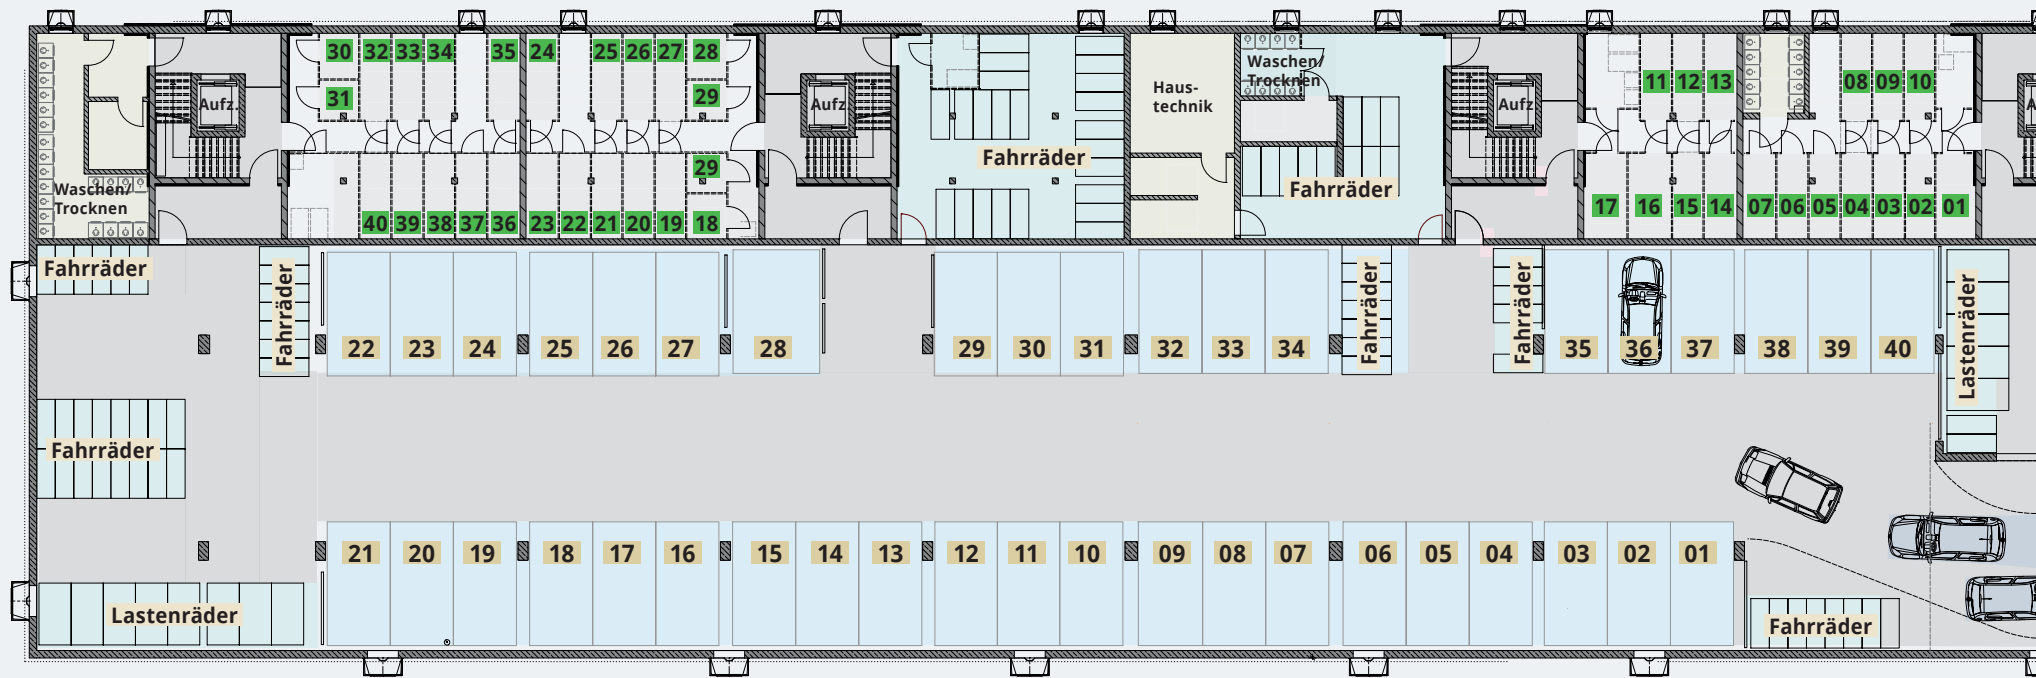 30 32 33 34 35 24 25 26 27 28
31 29
Aufz.
Aufz
Haus-
technik
Waschen/
Trocknen
Aufz
11 12 13 08 09 10
A
Fahrräder
Fahrräder
29
Waschen/
Trocknen
40 39 38 37 36 23 22 21 20 19 18
17 16 15 14 07 06 05 04 03 02 01
Fahrräder
Fahrräder
22 23 24 25 26 27 28 29 30 31 32 33 34
Fahrräder
Fahrräder
35 36 37 38 39 40
Lastenräder
Fahrräder
21 20 19 18 17 16 15 14 13 12 11 10 09 08 07 06 05 04 03 02 01
Lastenräder
Fahrräder